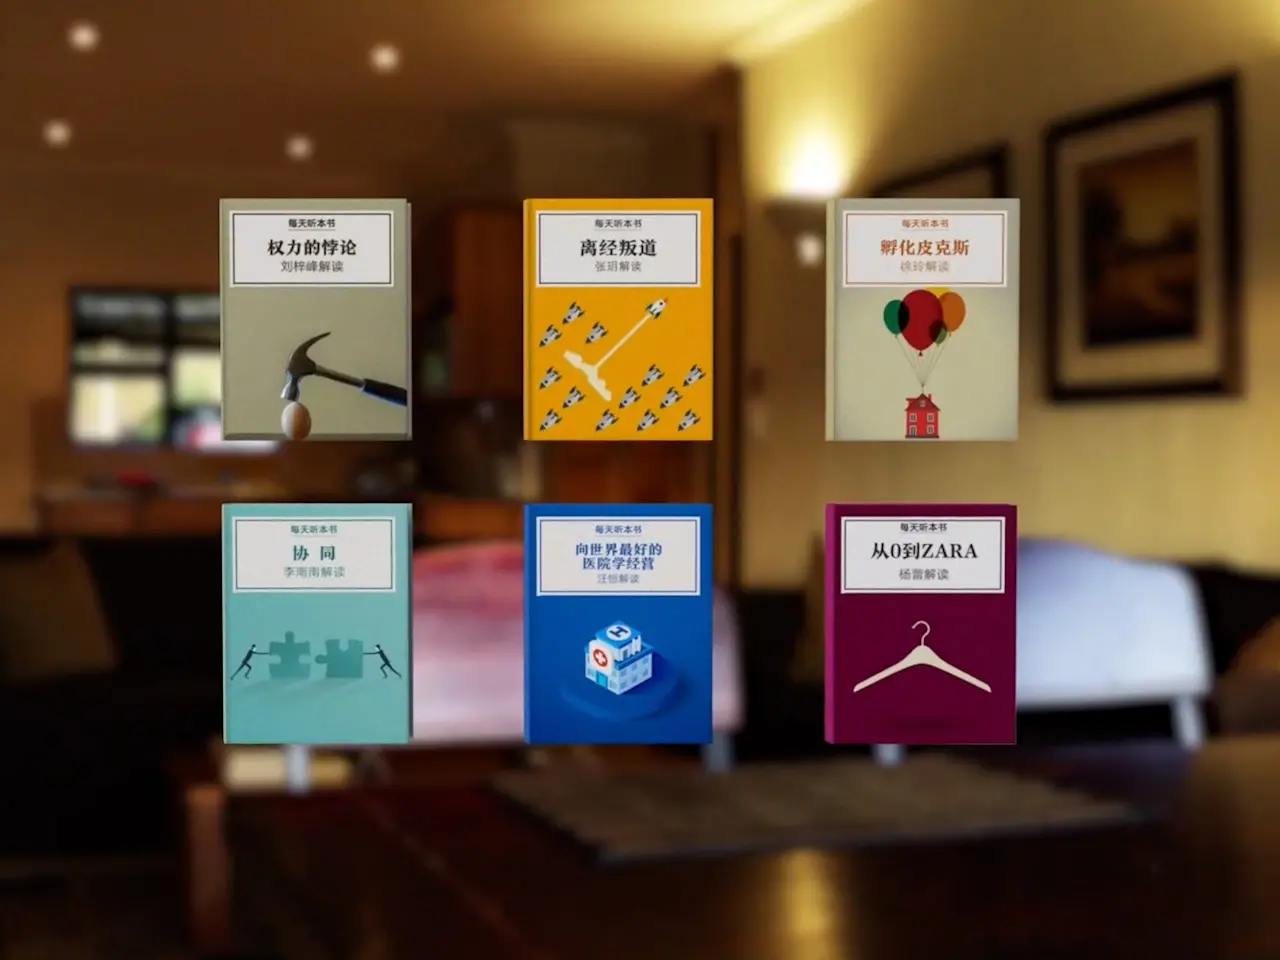 每天听本书
权力的悖论
刘梓峰解读
每天听本书
离经叛道
张玥解读
每天听本书
孵化皮克斯
徐玲解读
每天听本书
协 同
李南南解读
每天听本书
向世界最好的
医院学经营
汪恒解读
每天听本书
从0到ZARA
杨蕾解读